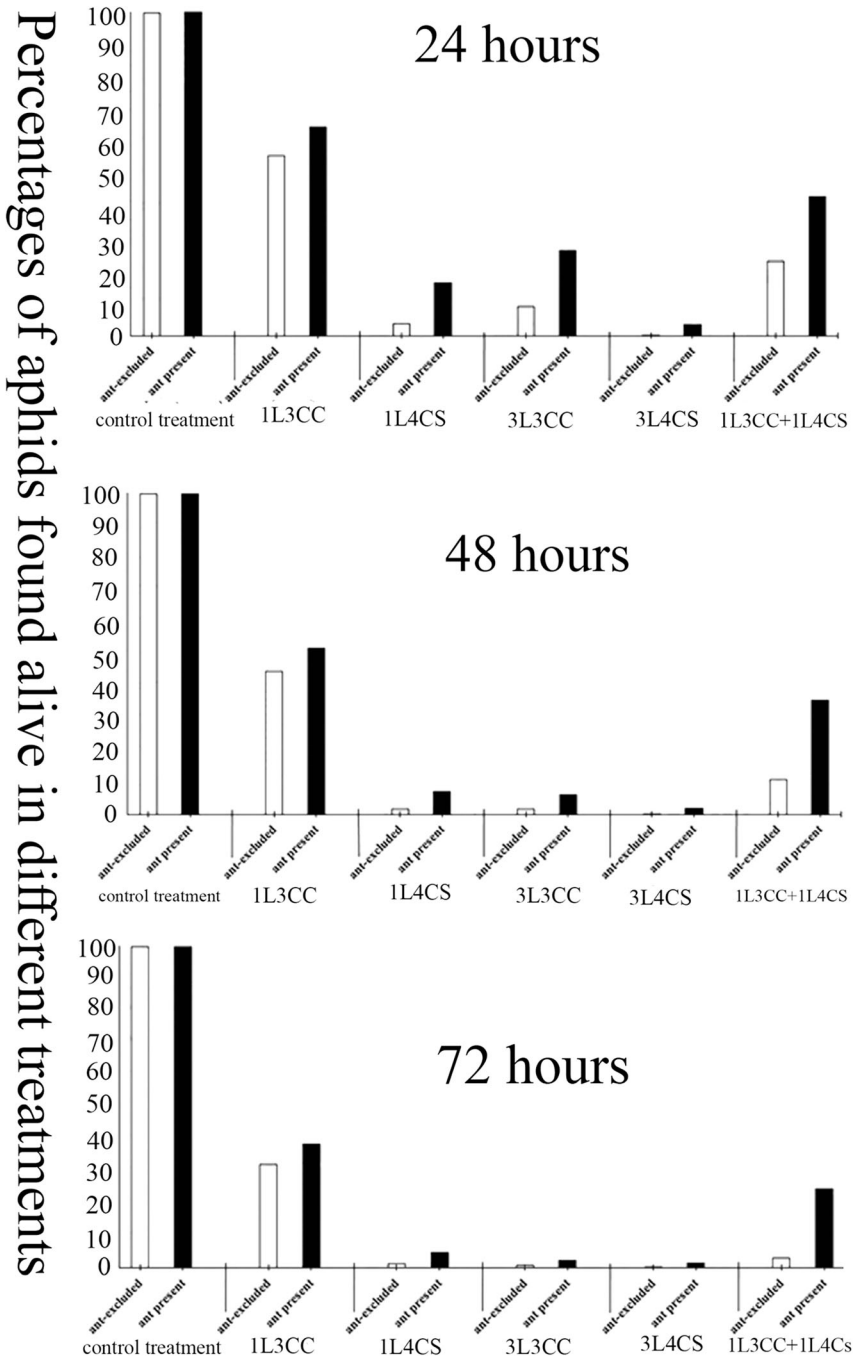 Percentages of aphids found alive in different treatments
24 hours
100
90
80
70
60
50
40
30
20
10
0
ant-excluded
ant present
ant-excluded
ant present
ant-excluded
ant present
ant-excluded
ant present
ant-excluded
ant present
ant-excluded
ant present
control treatment
1L3CC
1L4CS
3L3CC
3L4CS
1L3CC+1L4CS
48 hours
100
90
80
70
60
50
40
30
20
10
0
ant-excluded
ant present
ant-excluded
ant present
ant-excluded
ant present
ant-excluded
ant present
ant-excluded
ant present
ant-excluded
ant present
control treatment
1L3CC
1L4CS
3L3CC
3L4CS
1L3CC+1L4CS
72 hours
100
90
80
70
60
50
40
30
20
10
0
ant-excluded
ant present
ant-excluded
ant present
ant-excluded
ant present
ant-excluded
ant present
ant-excluded
ant present
ant-excluded
ant present
control treatment
1L3CC
1L4CS
3L3CC
3L4CS
1L3CC+1L4Cs